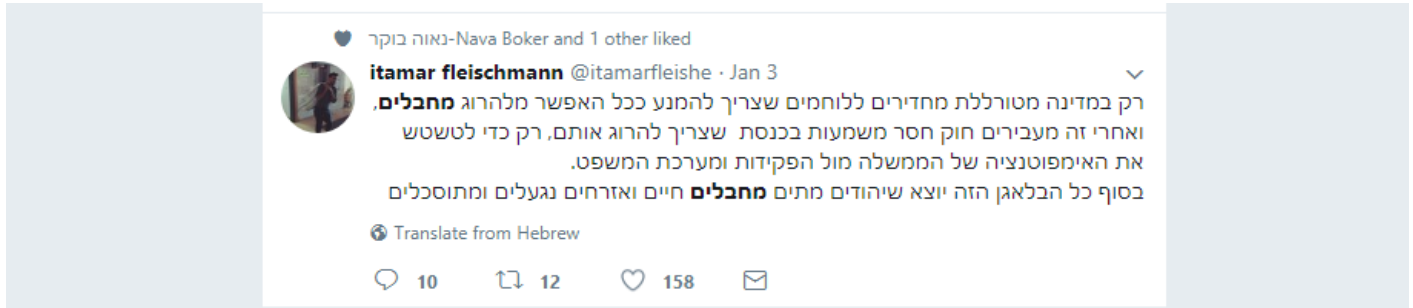 נאוה בוקר-Nava Boker and 1 other liked
itamar fleischmann @itamarfleishe · Jan 3
רק במדינה מטורללת מחדירים ללוחמים שצריך להמנע ככל האפשר מלהרוג מחבלים,
ואחרי זה מעבירים חוק חסר משמעות בכנסת שצריך להרוג אותם, רק כדי לטשטש
את האימפוטנציה של הממשלה מול הפקידות ומערכת המשפט.
בסוף כל הבלאגן הזה יוצא שיהודים מתים מחבלים חיים ואזרחים נגעלים ומתוסכלים
Translate from Hebrew
10 12 158